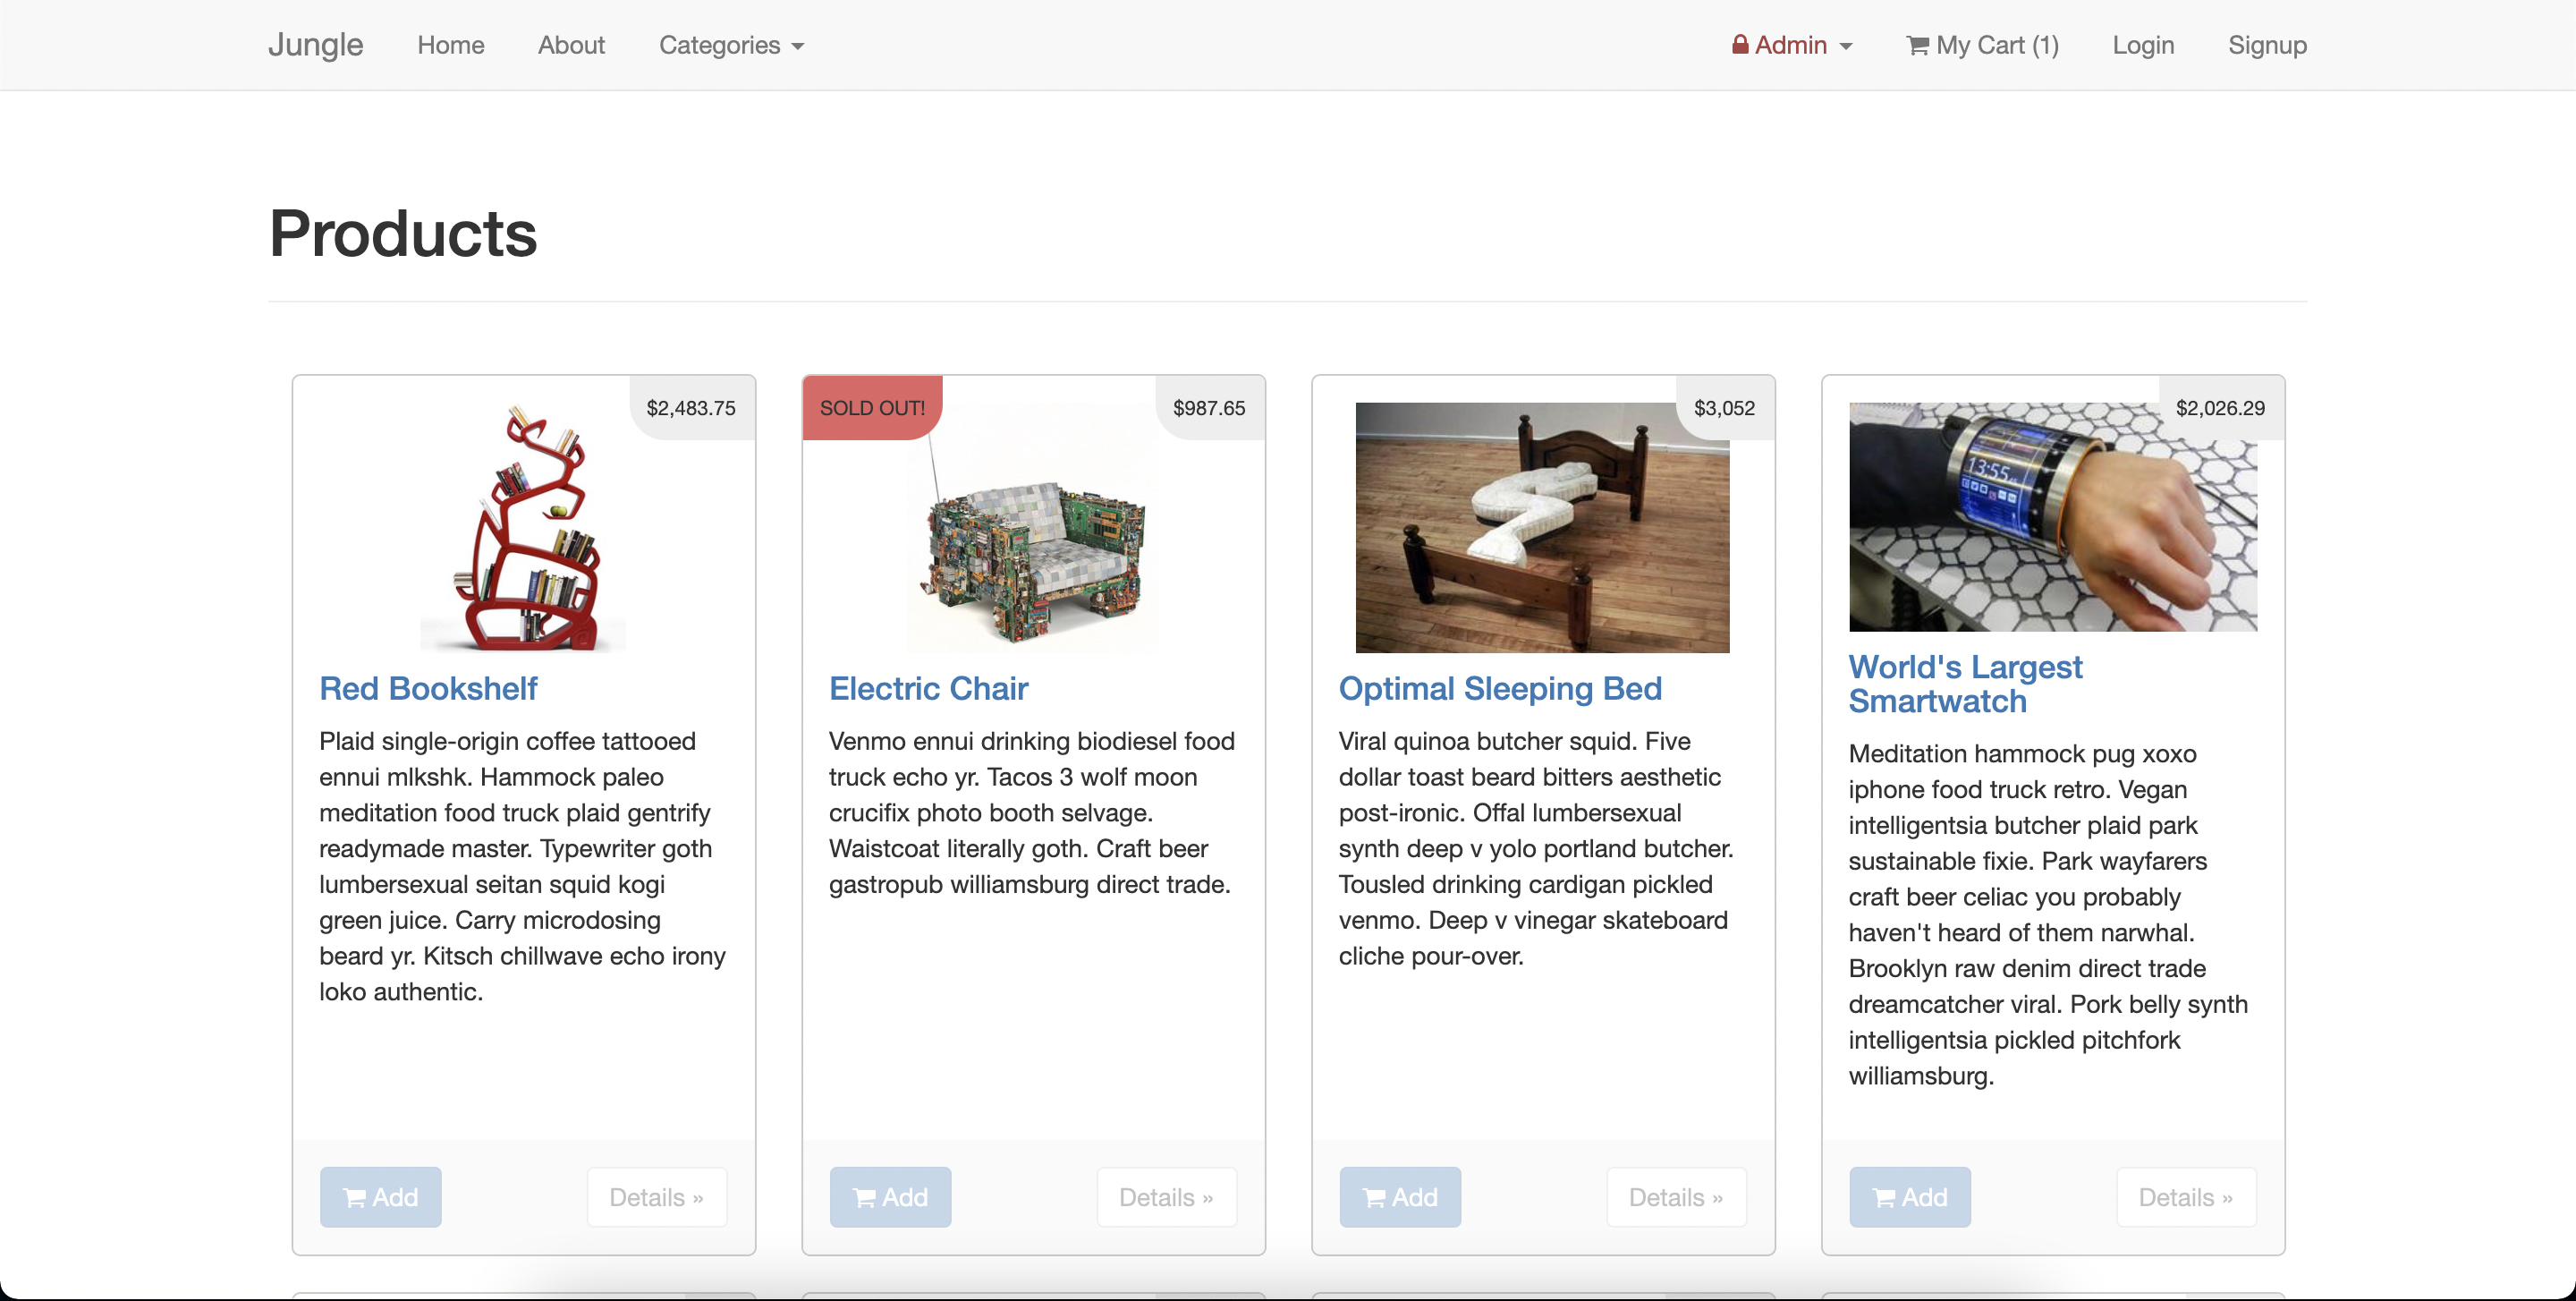 Jungle Home About Categories Admin My Cart (1) Login Signup
Products
$2,483.75
Red Bookshelf
Plaid single-origin coffee tattooed
ennui mlkshk. Hammock paleo
meditation food truck plaid gentrify
readymade master. Typewriter goth
lumbersexual seitan squid kogi
green juice. Carry microdosing
beard yr. Kitsch chillwave echo irony
loko authentic.
Add Details »
SOLD OUT! $987.65
Electric Chair
Venmo ennui drinking biodiesel food
truck echo yr. Tacos 3 wolf moon
crucifix photo booth selvage.
Waistcoat literally goth. Craft beer
gastropub williamsburg direct trade.
Add Details »
$3,052
Optimal Sleeping Bed
Viral quinoa butcher squid. Five
dollar toast beard bitters aesthetic
post-ironic. Offal lumbersexual
synth deep v yolo portland butcher.
Tousled drinking cardigan pickled
venmo. Deep v vinegar skateboard
cliche pour-over.
Add Details »
$2,026.29
13:55
World's Largest
Smartwatch
Meditation hammock pug xoxo
iphone food truck retro. Vegan
intelligentsia butcher plaid park
sustainable fixie. Park wayfarers
craft beer celiac you probably
haven't heard of them narwhal.
Brooklyn raw denim direct trade
dreamcatcher viral. Pork belly synth
intelligentsia pickled pitchfork
williamsburg.
Add Details »